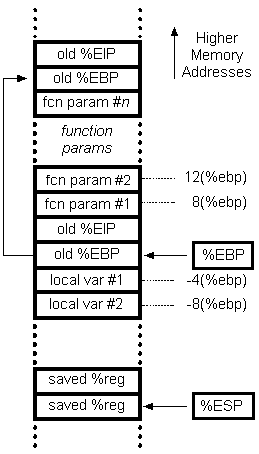 old %EIP
old %EBP
fcn param #n
Higher
Memory
Addresses
function
params
fcn param #2 12(%ebp)
fcn param #1 8(%ebp)
old %EIP
old %EBP %EBP
local var #1 -4(%ebp)
local var #2 -8(%ebp)
saved %reg
saved %reg %ESP